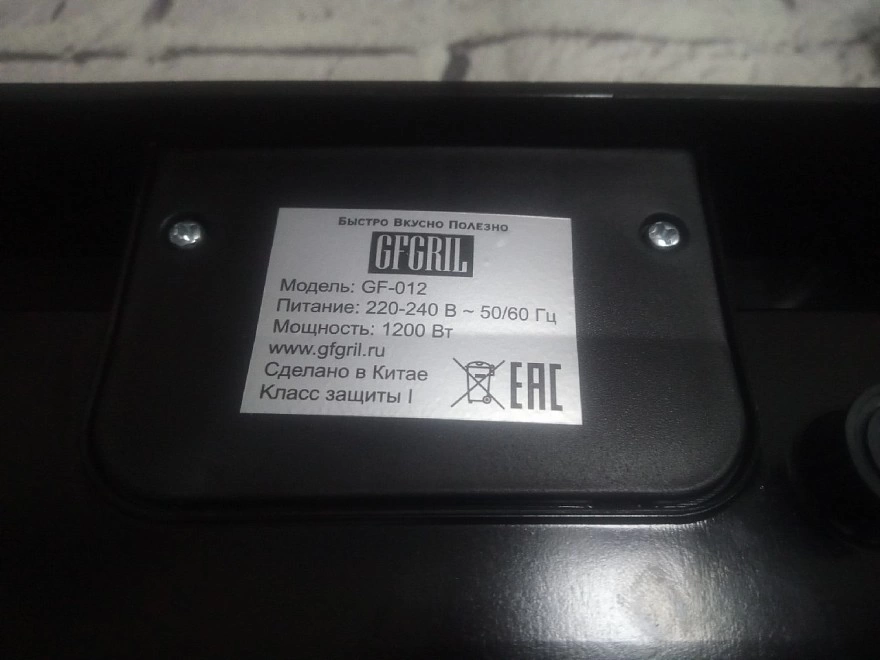 Быстро Вкусно Полезно
GFGRIL
Модель: GF-012
Питание: 220-240 В ~ 50/60 Гц
Мощность: 1200 Вт
www.gfgril.ru
Сделано в Китае
Класс защиты I
EAC